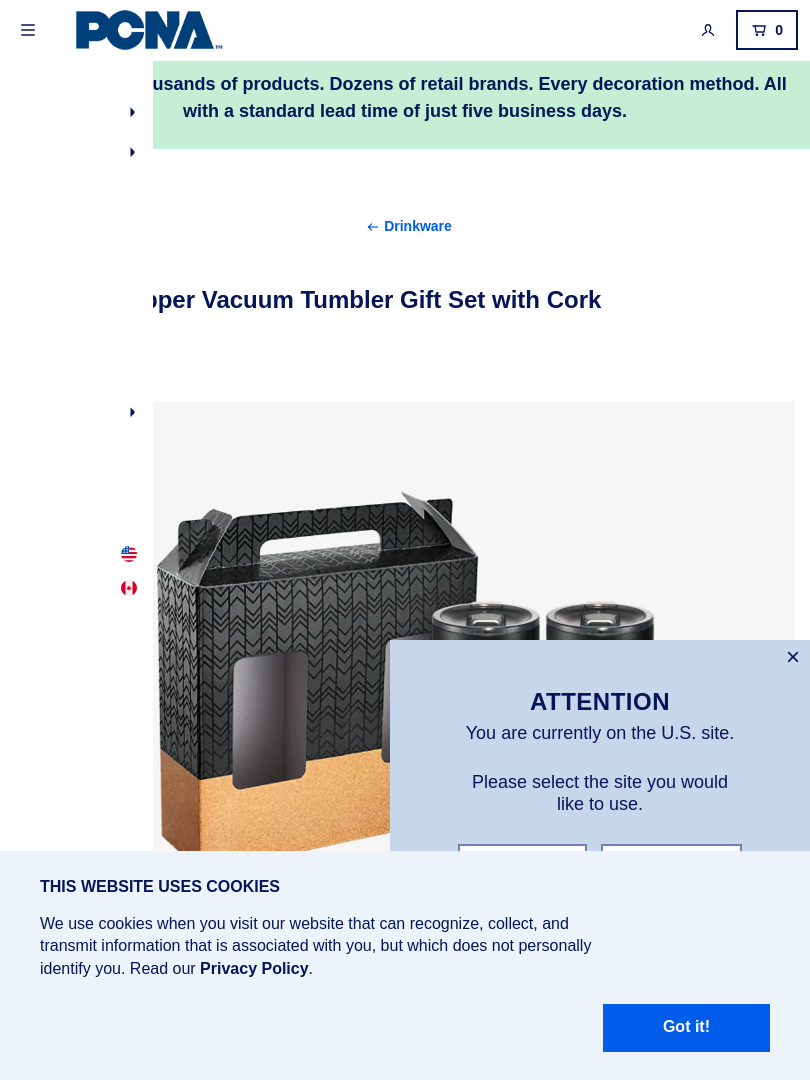 PCNA™
0
of products. Dozens of retail brands. Every decoration method. All
with a standard lead time of just five business days.
Drinkware
Vacuum Tumbler Gift Set with Cork
ATTENTION
You are currently on the U.S. site.
Please select the site you would
like to use.
THIS WEBSITE USES COOKIES
We use cookies when you visit our website that can recognize, collect, and
transmit information that is associated with you, but which does not personally
identify you. Read our Privacy Policy.
Got it!